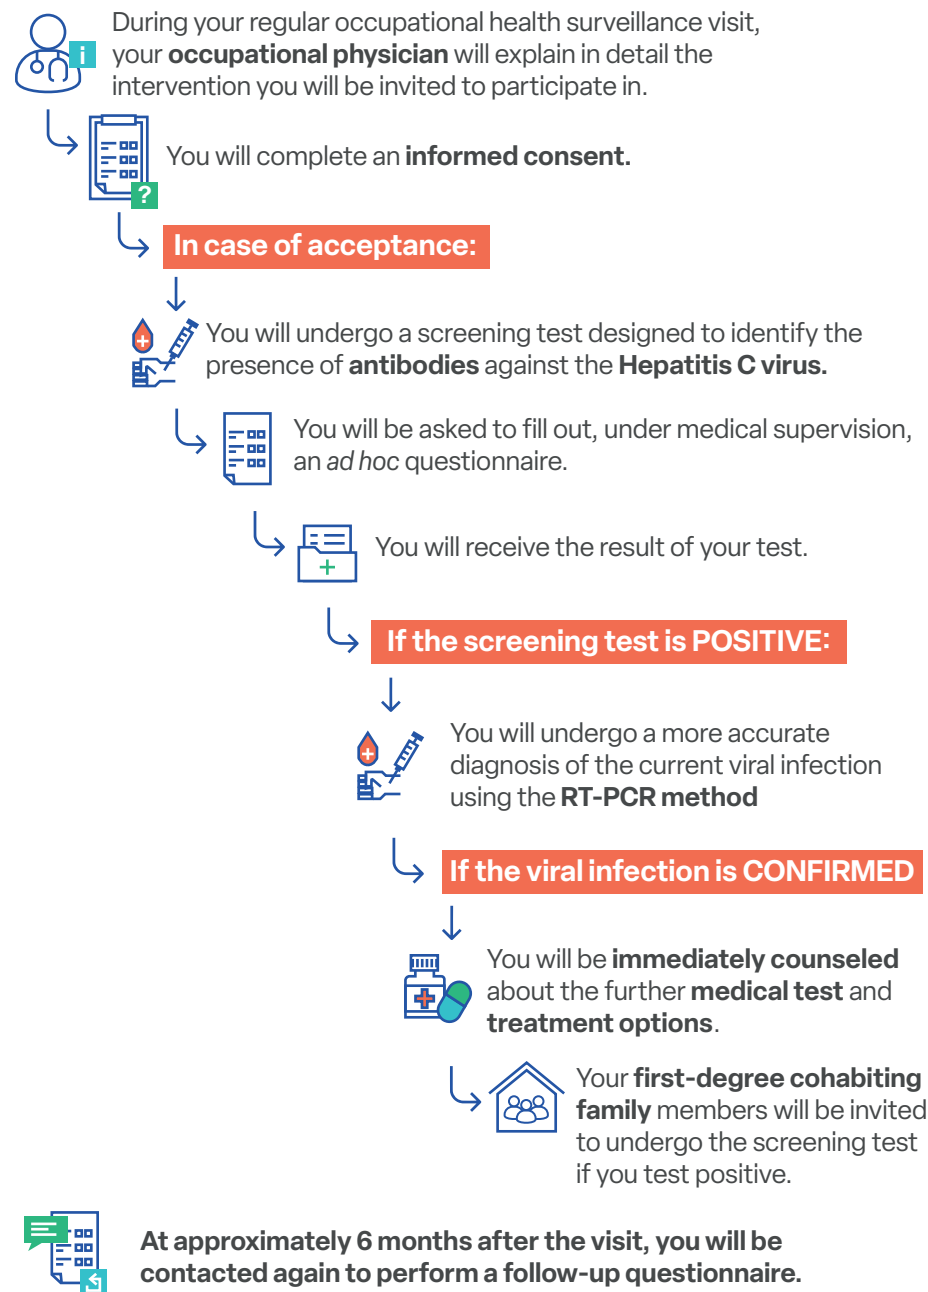 During your regular occupational health surveillance visit,
your occupational physician will explain in detail the
intervention you will be invited to participate in.
i
You will complete an informed consent.
?
In case of acceptance:
You will undergo a screening test designed to identify the
presence of antibodies against the Hepatitis C virus.
You will be asked to fill out, under medical supervision,
an ad hoc questionnaire.
You will receive the result of your test.
If the screening test is POSITIVE:
You will undergo a more accurate
diagnosis of the current viral infection
using the RT-PCR method
If the viral infection is CONFIRMED
You will be immediately counseled
about the further medical test and
treatment options.
Your first-degree cohabiting
family members will be invited
to undergo the screening test
if you test positive.
At approximately 6 months after the visit, you will be
contacted again to perform a follow-up questionnaire.